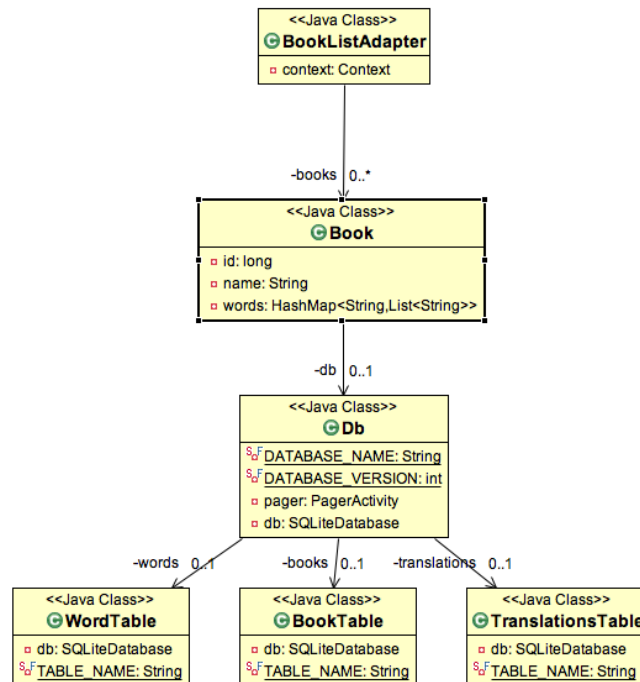 <<Java Class>>
BookListAdapter
context: Context
-books 0..*
<<Java Class>>
Book
id: long
name: String
words: HashMap<String,List<String>>
-db 0..1
<<Java Class>>
Db
DATABASE_NAME: String
DATABASE_VERSION: int
pager: PagerActivity
db: SQLiteDatabase
-words 0..1 -books 0..1 -translations 0..1
<<Java Class>> <<Java Class>> <<Java Class>>
WordTable BookTable TranslationsTable
db: SQLiteDatabase db: SQLiteDatabase db: SQLiteDatabase
TABLE_NAME: String TABLE_NAME: String TABLE_NAME: String